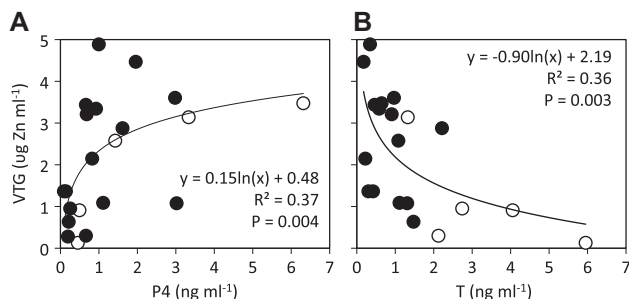 A
B
5
4
3
2
1
0
VTG (ug Zn ml⁻¹)
y = 0.15ln(x) + 0.48
R² = 0.37
P = 0.004
0 1 2 3 4 5 6 7
P4 (ng ml⁻¹)
y = -0.90ln(x) + 2.19
R² = 0.36
P = 0.003
0 1 2 3 4 5 6 7
T (ng ml⁻¹)